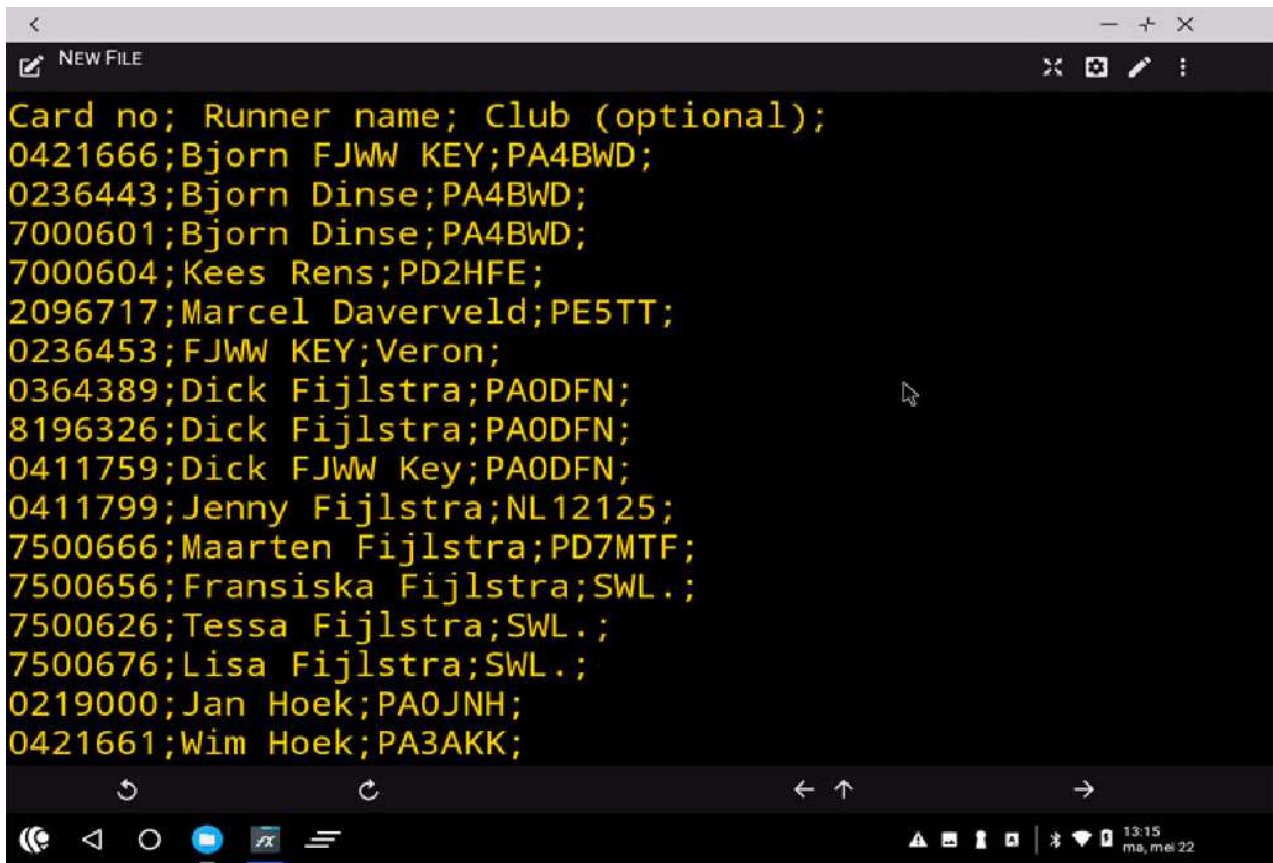 NEW FILE
Card no; Runner name; Club (optional);
0421666;Bjorn FJWW KEY;PA4BWD;
0236443;Bjorn Dinse;PA4BWD;
7000601;Bjorn Dinse;PA4BWD;
7000604;Kees Rens;PD2HFE;
2096717;Marcel Daverveld;PE5TT;
0236453;FJWW KEY;Veron;
0364389;Dick Fijlstra;PA0DFN;
8196326;Dick Fijlstra;PA0DFN;
0411759;Dick FJWW Key;PA0DFN;
0411799;Jenny Fijlstra;NL12125;
7500666;Maarten Fijlstra;PD7MTF;
7500656;Fransiska Fijlstra;SWL.;
7500626;Tessa Fijlstra;SWL.;
7500676;Lisa Fijlstra;SWL.;
0219000;Jan Hoek;PA0JNH;
0421661;Wim Hoek;PA3AKK;
FX
13:15
ma, mei 22